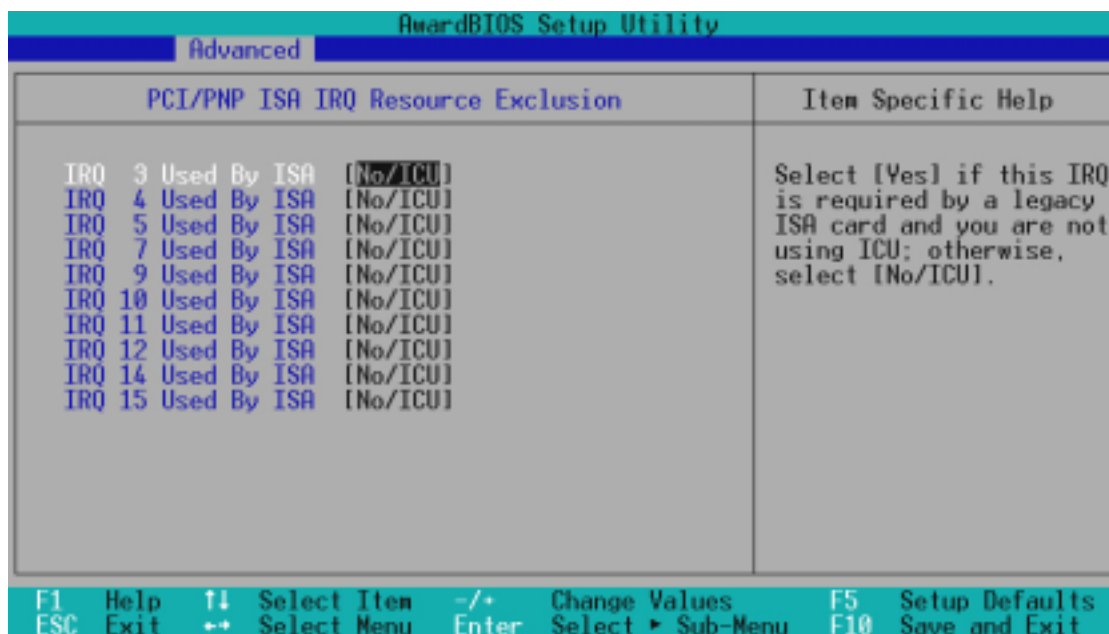 AwardBIOS Setup Utility
Advanced
PCI/PNP ISA IRQ Resource Exclusion
Item Specific Help
IRQ 3 Used By ISA [No/ICU]
IRQ 4 Used By ISA [No/ICU]
IRQ 5 Used By ISA [No/ICU]
IRQ 7 Used By ISA [No/ICU]
IRQ 9 Used By ISA [No/ICU]
IRQ 10 Used By ISA [No/ICU]
IRQ 11 Used By ISA [No/ICU]
IRQ 12 Used By ISA [No/ICU]
IRQ 14 Used By ISA [No/ICU]
IRQ 15 Used By ISA [No/ICU]
Select [Yes] if this IRQ
is required by a legacy
ISA card and you are not
using ICU; otherwise,
select [No/ICU].
F1 Help ↑↓ Select Item -/+ Change Values F5 Setup Defaults
ESC Exit ←→ Select Menu Enter Select ► Sub-Menu F10 Save and Exit